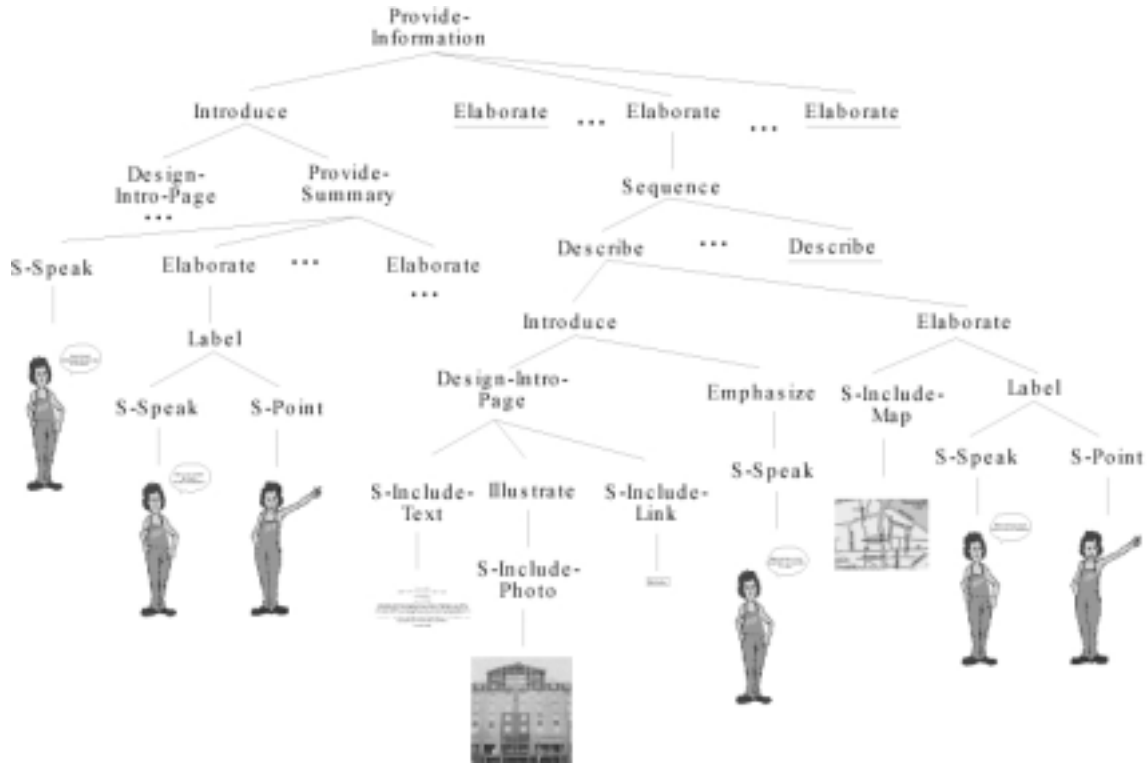 Provide-
Information
Introduce
Elaborate ... Elaborate ... Elaborate
Design-
Intro-Page
...
Provide-
Summary
Sequence
S-Speak
Elaborate ... Elaborate
...
Describe ... Describe
Label
Introduce
Elaborate
S-Speak
S-Point
Design-Intro-
Page
Emphasize
S-Include-
Map
Label
S-Include-
Text
Illustrate
S-Include-
Link
S-Speak
S-Speak
S-Point
S-Include-
Photo